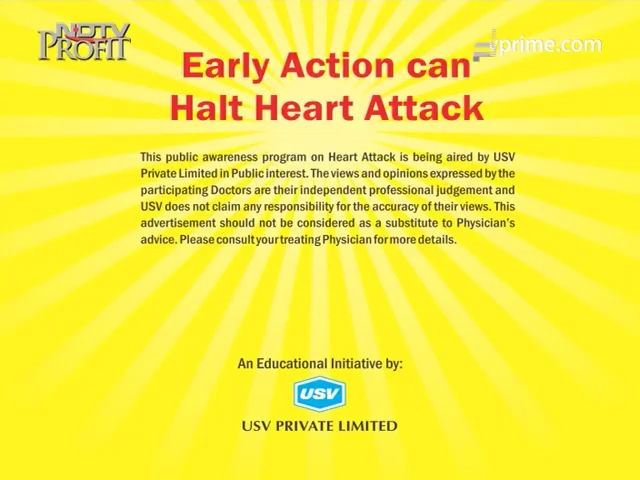 NDTV
PROFIT
prime.com
Early Action can
Halt Heart Attack
This public awareness program on Heart Attack is being aired by USV
Private Limited in Public interest. The views and opinions expressed by the
participating Doctors are their independent professional judgement and
USV does not claim any responsibility for the accuracy of their views. This
advertisement should not be considered as a substitute to Physician's
advice. Please consult your treating Physician for more details.
An Educational Initiative by:
USV
USV PRIVATE LIMITED